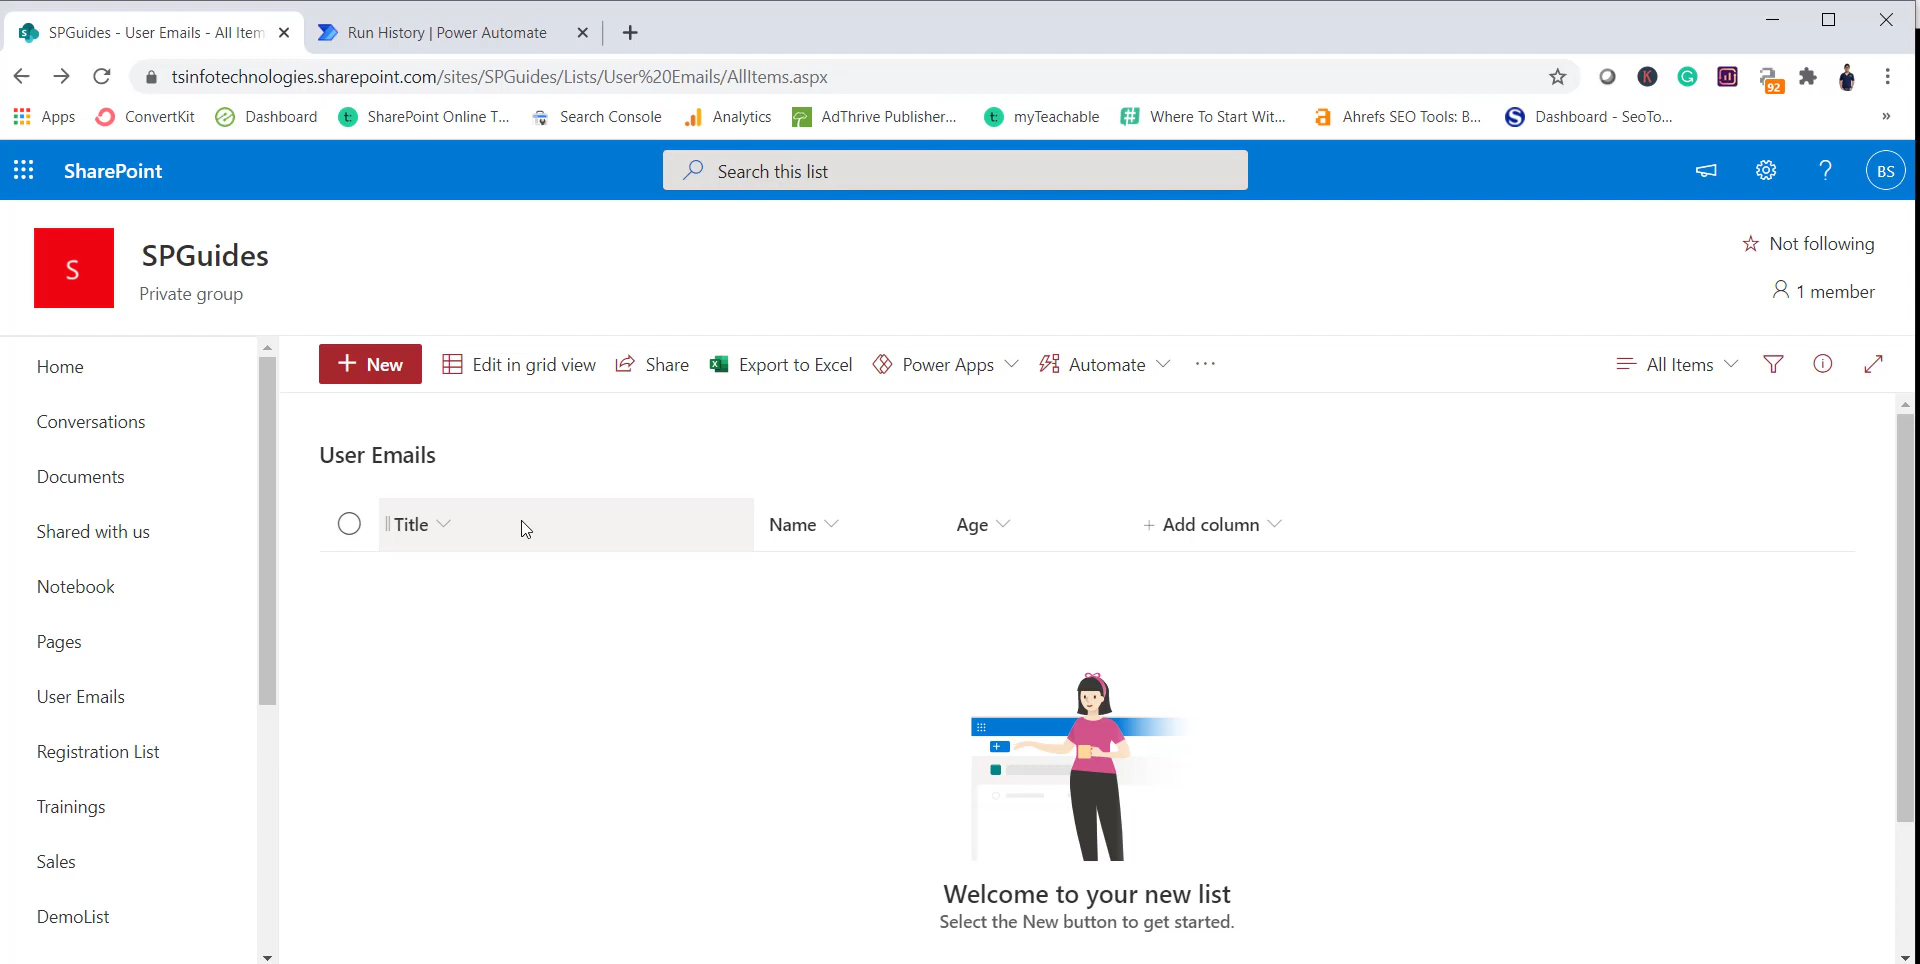 SPGuides - User Emails - All Item
Run History | Power Automate
tsinfotechnologies.sharepoint.com/sites/SPGuides/Lists/User%20Emails/AllItems.aspx
92
Apps
ConvertKit
Dashboard
SharePoint Online T...
Search Console
Analytics
AdThrive Publisher...
myTeachable
Where To Start Wit...
Ahrefs SEO Tools: B...
Dashboard - SeoTo...
SharePoint
Search this list
BS
S
SPGuides
Private group
Not following
1 member
Home
Conversations
Documents
Shared with us
Notebook
Pages
User Emails
Registration List
Trainings
Sales
DemoList
+ New
Edit in grid view
Share
Export to Excel
Power Apps
Automate
...
All Items
User Emails
Title
Name
Age
+ Add column
Welcome to your new list
Select the New button to get started.